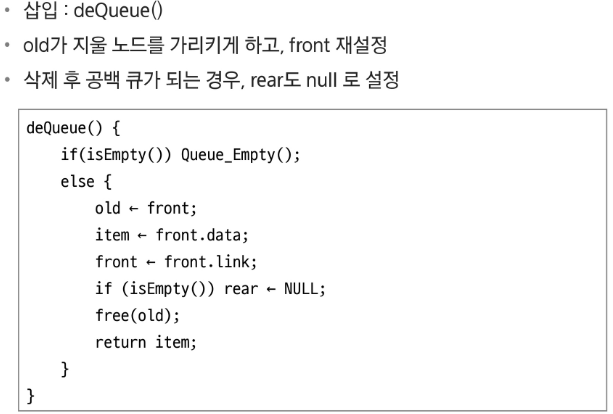 • 삽입 : deQueue()
• old가 지울 노드를 가리키게 하고, front 재설정
• 삭제 후 공백 큐가 되는 경우, rear도 null 로 설정
deQueue() {
    if(isEmpty()) Queue_Empty();
    else {
        old ← front;
        item ← front.data;
        front ← front.link;
        if (isEmpty()) rear ← NULL;
        free(old);
        return item;
    }
}